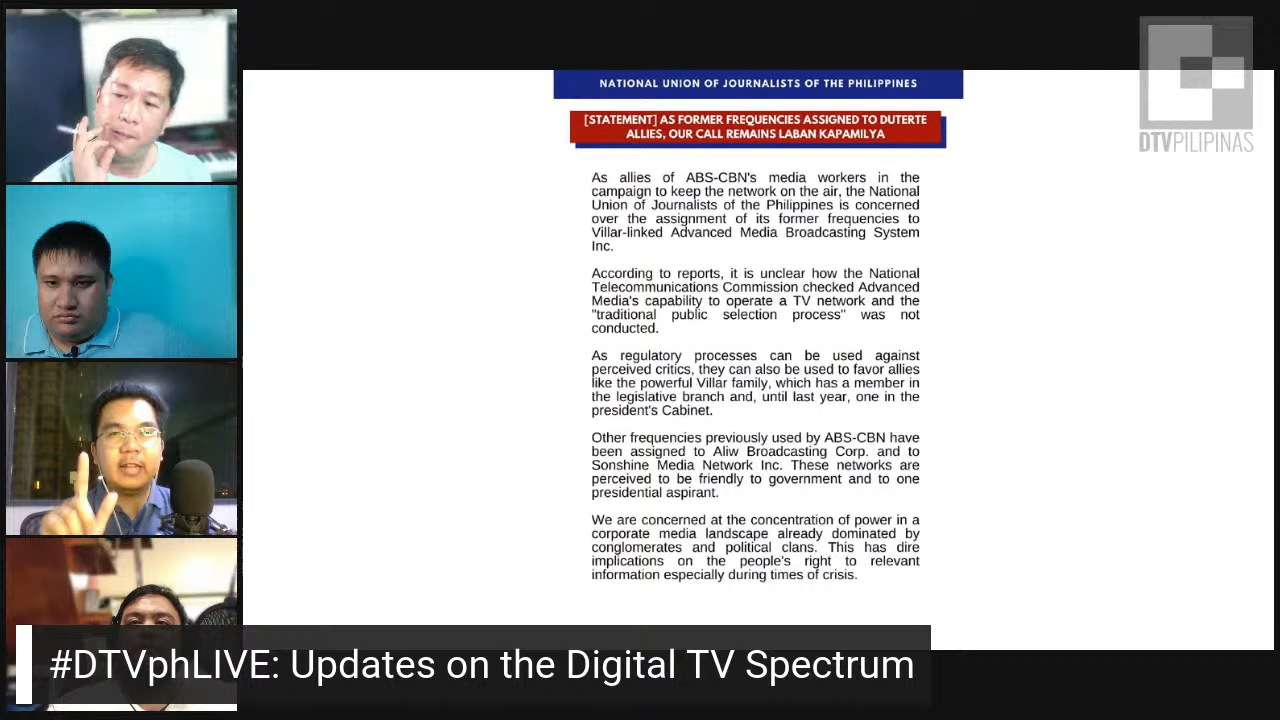 NATIONAL UNION OF JOURNALISTS OF THE PHILIPPINES
[STATEMENT] AS FORMER FREQUENCIES ASSIGNED TO DUTERTE
ALLIES, OUR CALL REMAINS LABAN KAPAMILYA
As allies of ABS-CBN's media workers in the
campaign to keep the network on the air, the National
Union of Journalists of the Philippines is concerned
over the assignment of its former frequencies to
Villar-linked Advanced Media Broadcasting System
Inc.
According to reports, it is unclear how the National
Telecommunications Commission checked Advanced
Media's capability to operate a TV network and the
"traditional public selection process" was not
conducted.
As regulatory processes can be used against
perceived critics, they can also be used to favor allies
like the powerful Villar family, which has a member in
the legislative branch and, until last year, one in the
president's Cabinet.
Other frequencies previously used by ABS-CBN have
been assigned to Aliw Broadcasting Corp. and to
Sonshine Media Network Inc. These networks are
perceived to be friendly to government and to one
presidential aspirant.
We are concerned at the concentration of power in a
corporate media landscape already dominated by
conglomerates and political clans. This has dire
implications on the people's right to relevant
information especially during times of crisis.
DTVPILIPINAS
#DTVphLIVE: Updates on the Digital TV Spectrum